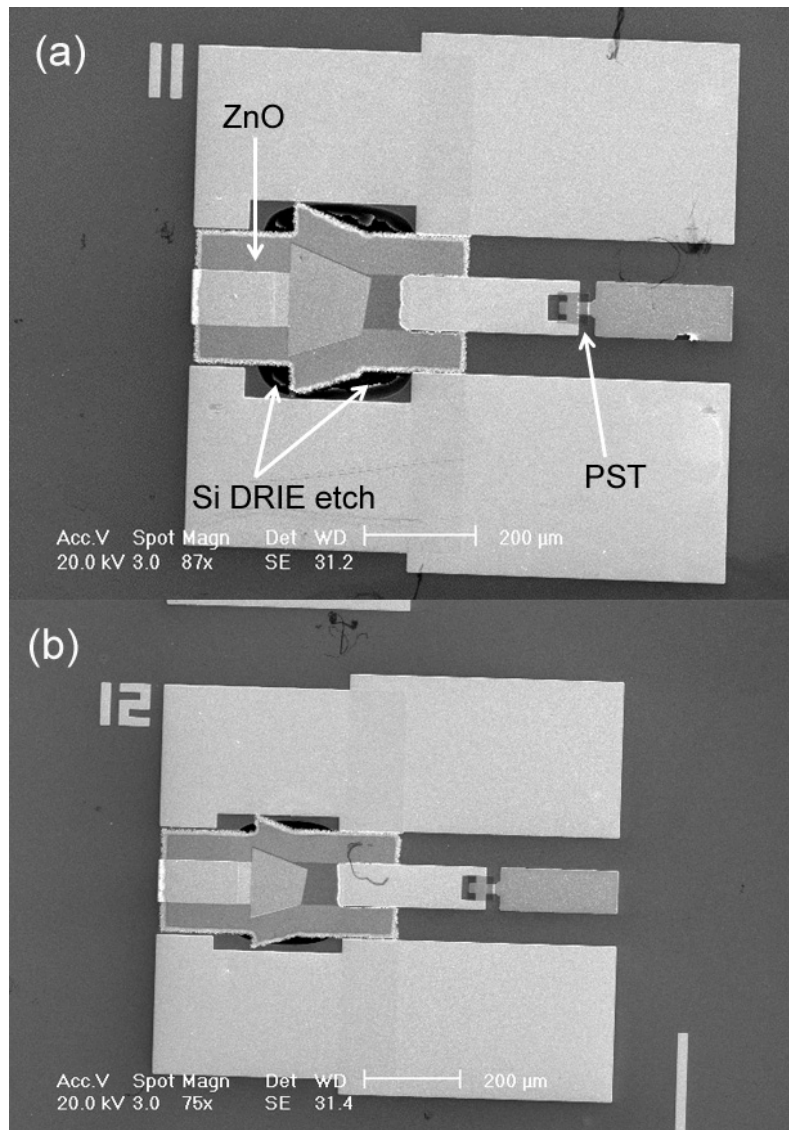 (a)
11
ZnO
Si DRIE etch
PST
Acc.V Spot Magn Det WD 200 µm
20.0 kV 3.0 87x SE 31.2
(b)
12
Acc.V Spot Magn Det WD 200 µm
20.0 kV 3.0 75x SE 31.4